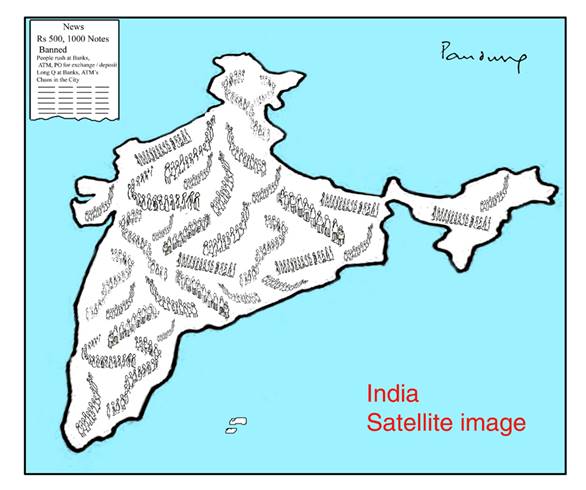 News
Rs 500, 1000 Notes
Banned
People rush at Banks,
ATM, PO for exchange / deposit
Long Q at Banks, ATM's
Chaos in the City
India
Satellite image